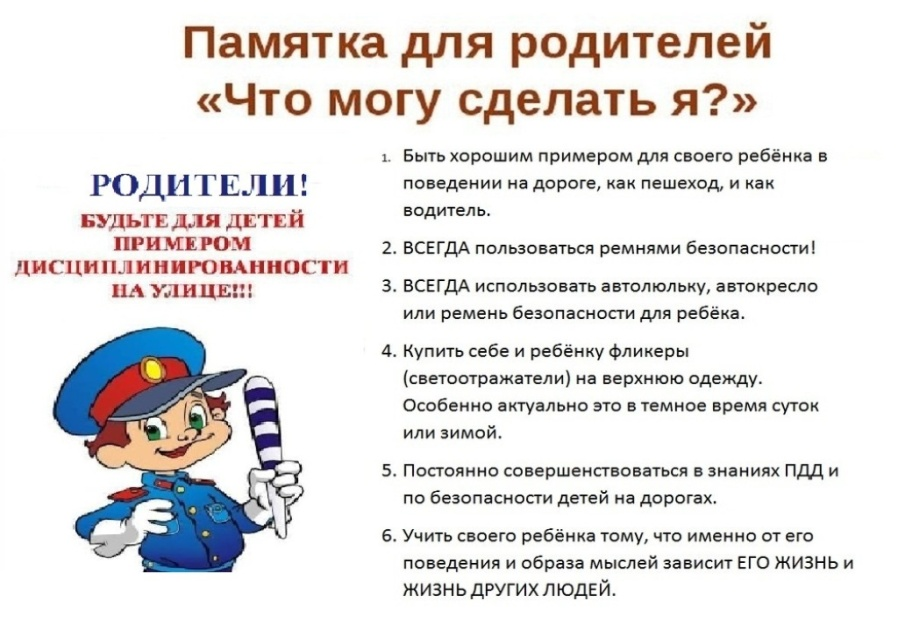 Памятка для родителей
«Что могу сделать я?»
РОДИТЕЛИ!
БУДЬТЕ ДЛЯ ДЕТЕЙ
ПРИМЕРОМ
ДИСЦИПЛИНИРОВАННОСТИ
НА УЛИЦЕ!!!
1. Быть хорошим примером для своего ребёнка в
поведении на дороге, как пешеход, и как
водитель.
2. ВСЕГДА пользоваться ремнями безопасности!
3. ВСЕГДА использовать автолюльку, автокресло
или ремень безопасности для ребёка.
4. Купить себе и ребёнку фликеры
(светоотражатели) на верхнюю одежду.
Особенно актуально это в темное время суток
или зимой.
5. Постоянно совершенствоваться в знаниях ПДД и
по безопасности детей на дорогах.
6. Учить своего ребёнка тому, что именно от его
поведения и образа мыслей зависит ЕГО ЖИЗНЬ и
ЖИЗНЬ ДРУГИХ ЛЮДЕЙ.